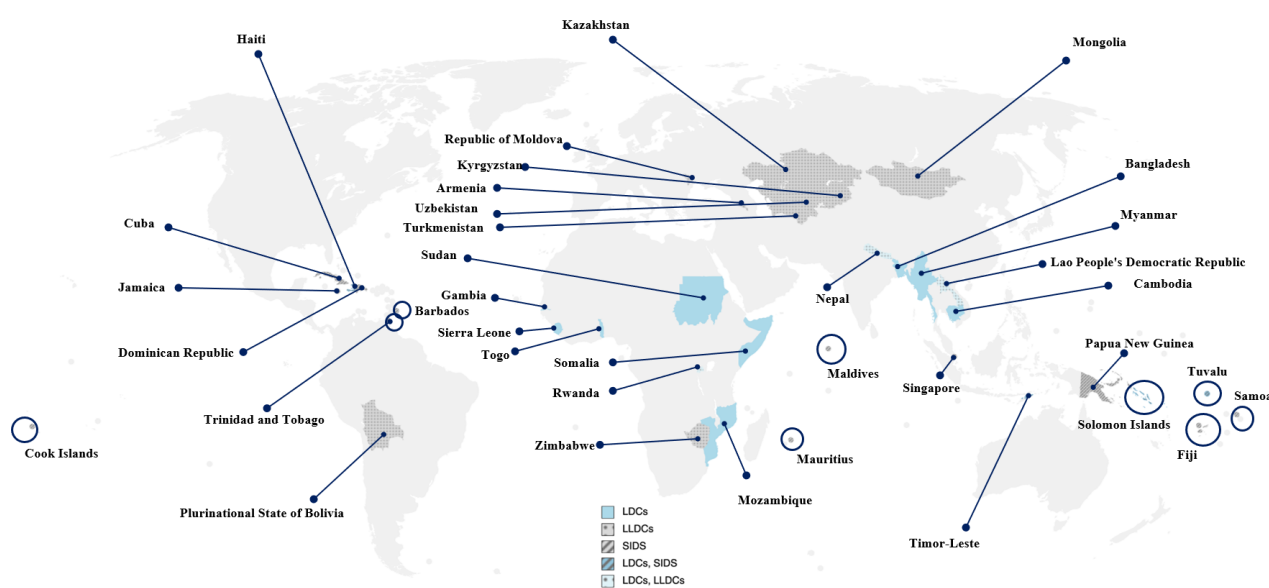 Kazakhstan
Haiti
Mongolia
Republic of Moldova
Kyrgyzstan
Bangladesh
Armenia
Uzbekistan
Myanmar
Cuba
Turkmenistan
Sudan
Lao People's Democratic Republic
Jamaica
Cambodia
Gambia
Nepal
Barbados
Sierra Leone
Papua New Guinea
Dominican Republic
Togo
Somalia
Maldives
Singapore
Tuvalu
Rwanda
Samoa
Trinidad and Tobago
Solomon Islands
Zimbabwe
Cook Islands
Mauritius
Fiji
Mozambique
Plurinational State of Bolivia
Timor-Leste
LDCs
LLDCs
SIDS
LDCs, SIDS
LDCs, LLDCs